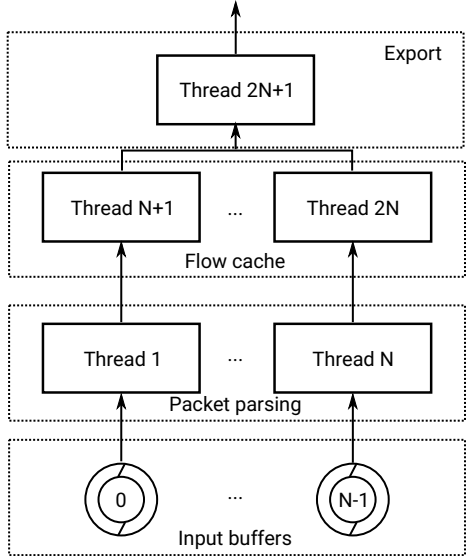 Export
Thread 2N+1
Thread N+1 ... Thread 2N
Flow cache
Thread 1 ... Thread N
Packet parsing
0 ... N-1
Input buffers